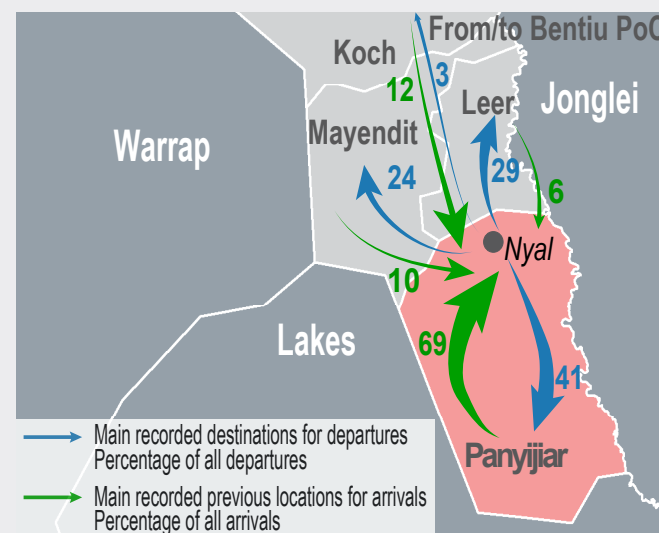 From/to Bentiu PoC
Koch
3
12
Leer
Jonglei
Mayendit
Warrap
24
29
6
Nyal
10
Lakes
69
41
Panyijiar
Main recorded destinations for departures
Percentage of all departures
Main recorded previous locations for arrivals
Percentage of all arrivals